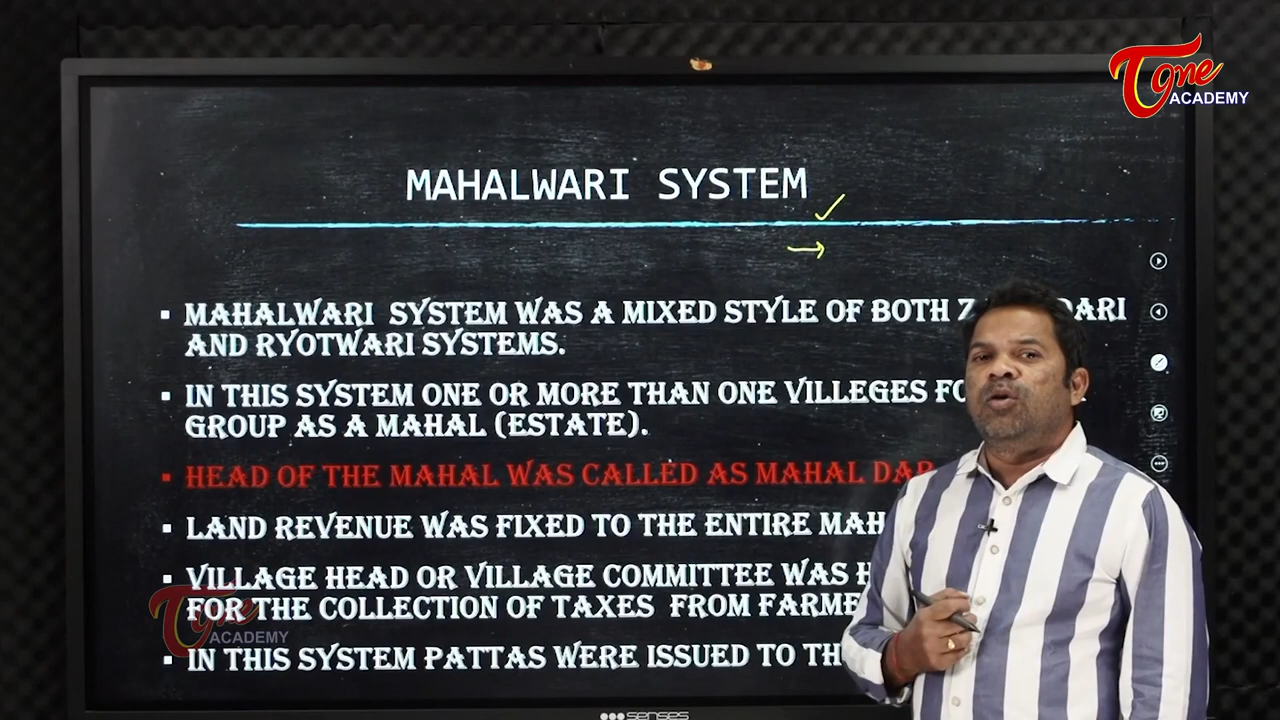 Tone
ACADEMY
MAHALWARI SYSTEM
▪ MAHALWARI SYSTEM WAS A MIXED STYLE OF BOTH Z DARI
AND RYOTWARI SYSTEMS.
▪ IN THIS SYSTEM ONE OR MORE THAN ONE VILLEGES FO
GROUP AS A MAHAL (ESTATE).
▪ HEAD OF THE MAHAL WAS CALLED AS MAHAL DAR
▪ LAND REVENUE WAS FIXED TO THE ENTIRE MAH
▪ VILLAGE HEAD OR VILLAGE COMMITTEE WAS H
FOR THE COLLECTION OF TAXES FROM FARME
Tone
ACADEMY
▪ IN THIS SYSTEM PATTAS WERE ISSUED TO TH
senses